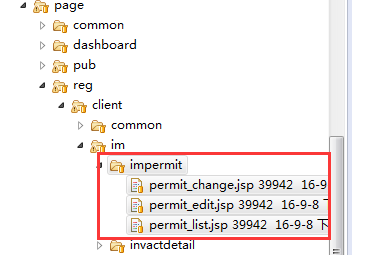 page
common
dashboard
pub
reg
client
common
im
impermit
permit_change.jsp 39942 16-9
permit_edit.jsp 39942 16-9-8 下
permit_list.jsp 39942 16-9-8 下
invactdetail